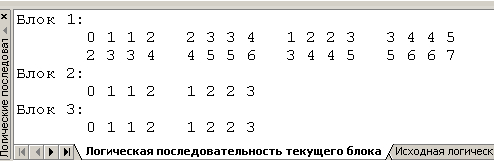 Блок 1:
0 1 1 2 2 3 3 4 1 2 2 3 3 4 4 5
2 3 3 4 4 5 5 6 3 4 4 5 5 6 6 7
Блок 2:
0 1 1 2 1 2 2 3
Блок 3:
0 1 1 2 1 2 2 3
Логическая последовательность текущего блока
Исходная логическ
Логические последоват